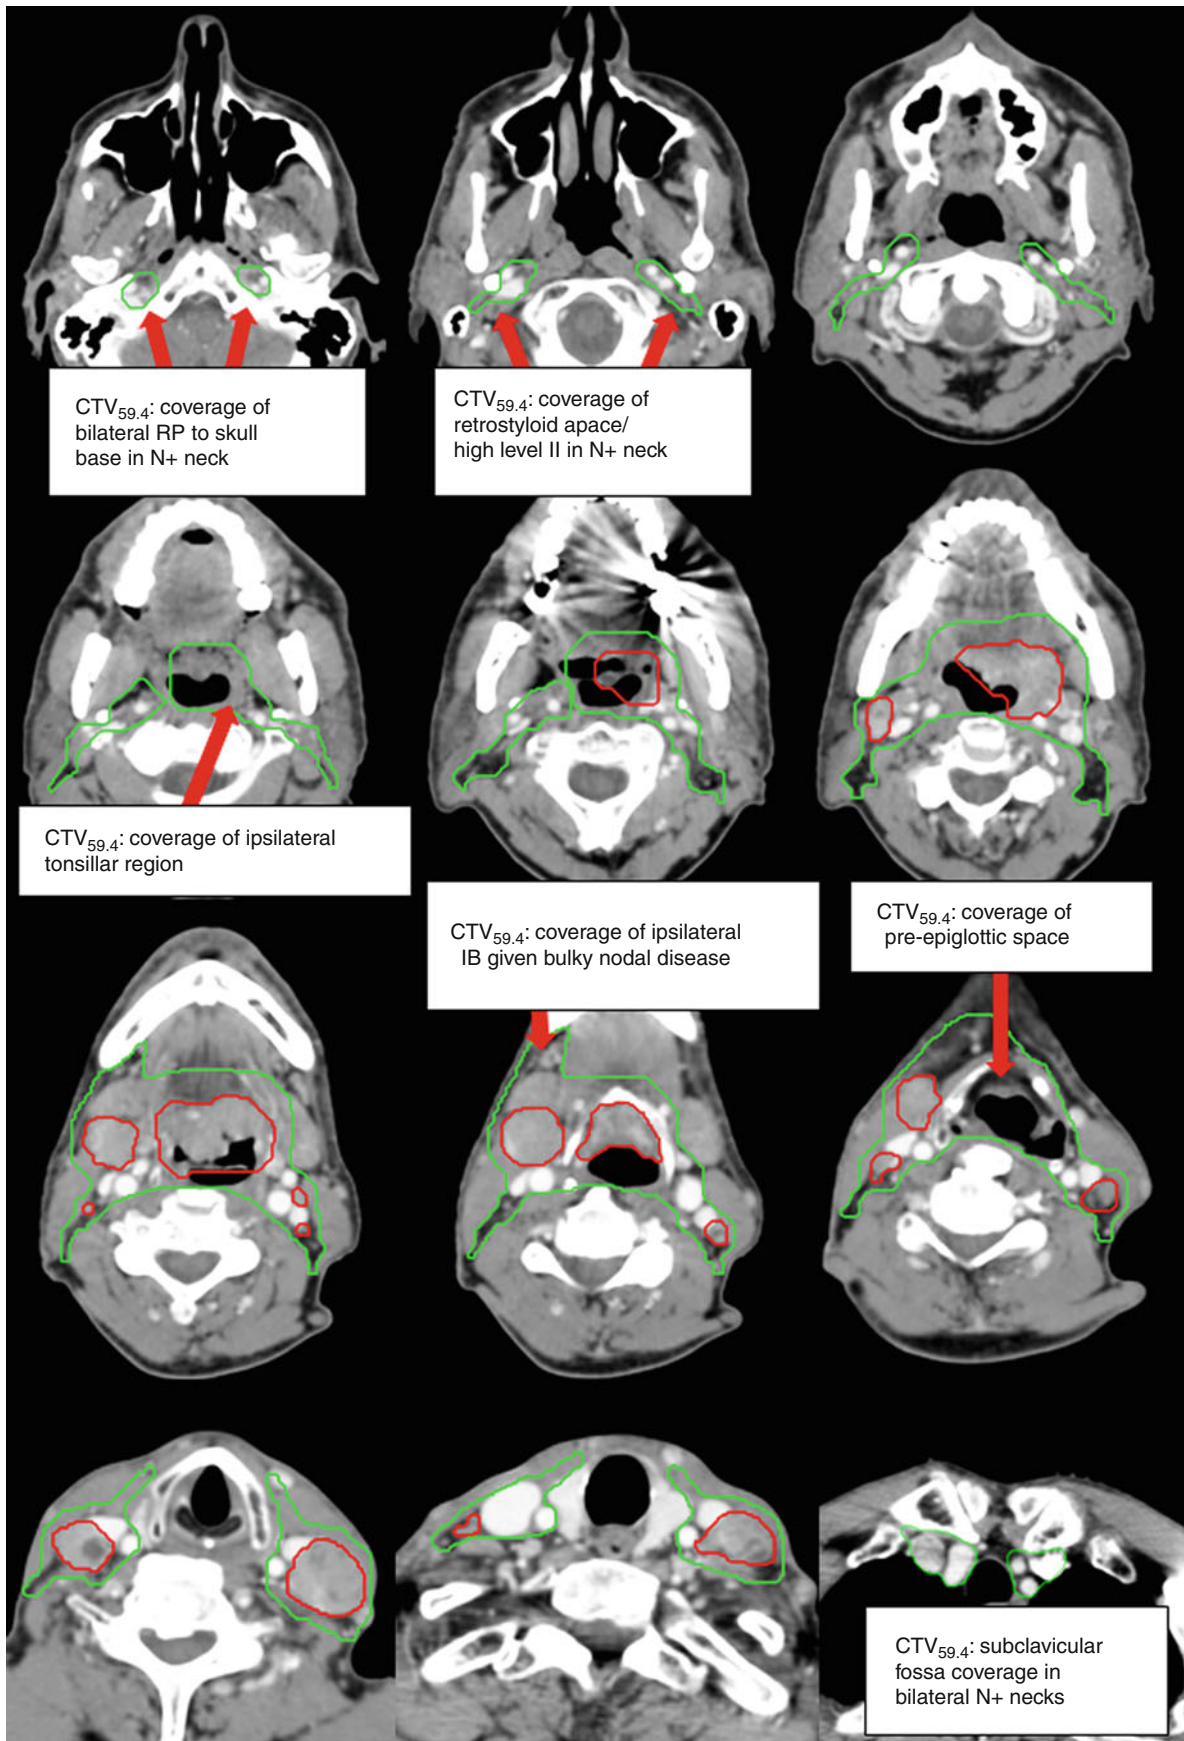 CTV59.4: coverage of
bilateral RP to skull
base in N+ neck
CTV59.4: coverage of
retrostyloid apace/
high level II in N+ neck
CTV59.4: coverage of ipsilateral
tonsillar region
CTV59.4: coverage of ipsilateral
IB given bulky nodal disease
CTV59.4: coverage of
pre-epiglottic space
CTV59.4: subclavicular
fossa coverage in
bilateral N+ necks